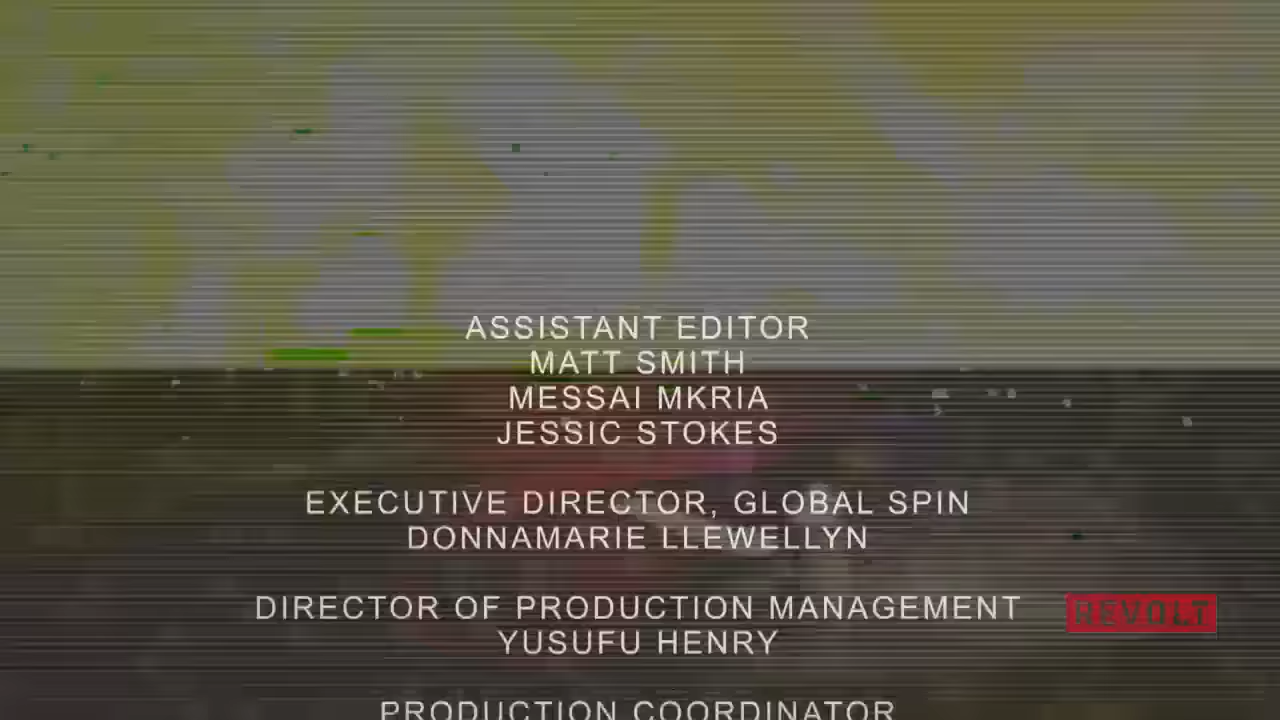 ASSISTANT EDITOR
MATT SMITH
MESSAI MKRIA
JESSIC STOKES
EXECUTIVE DIRECTOR, GLOBAL SPIN
DONNAMARIE LLEWELLYN
DIRECTOR OF PRODUCTION MANAGEMENT
REVOLT
YUSUFU HENRY
PRODUCTION COORDINATOR